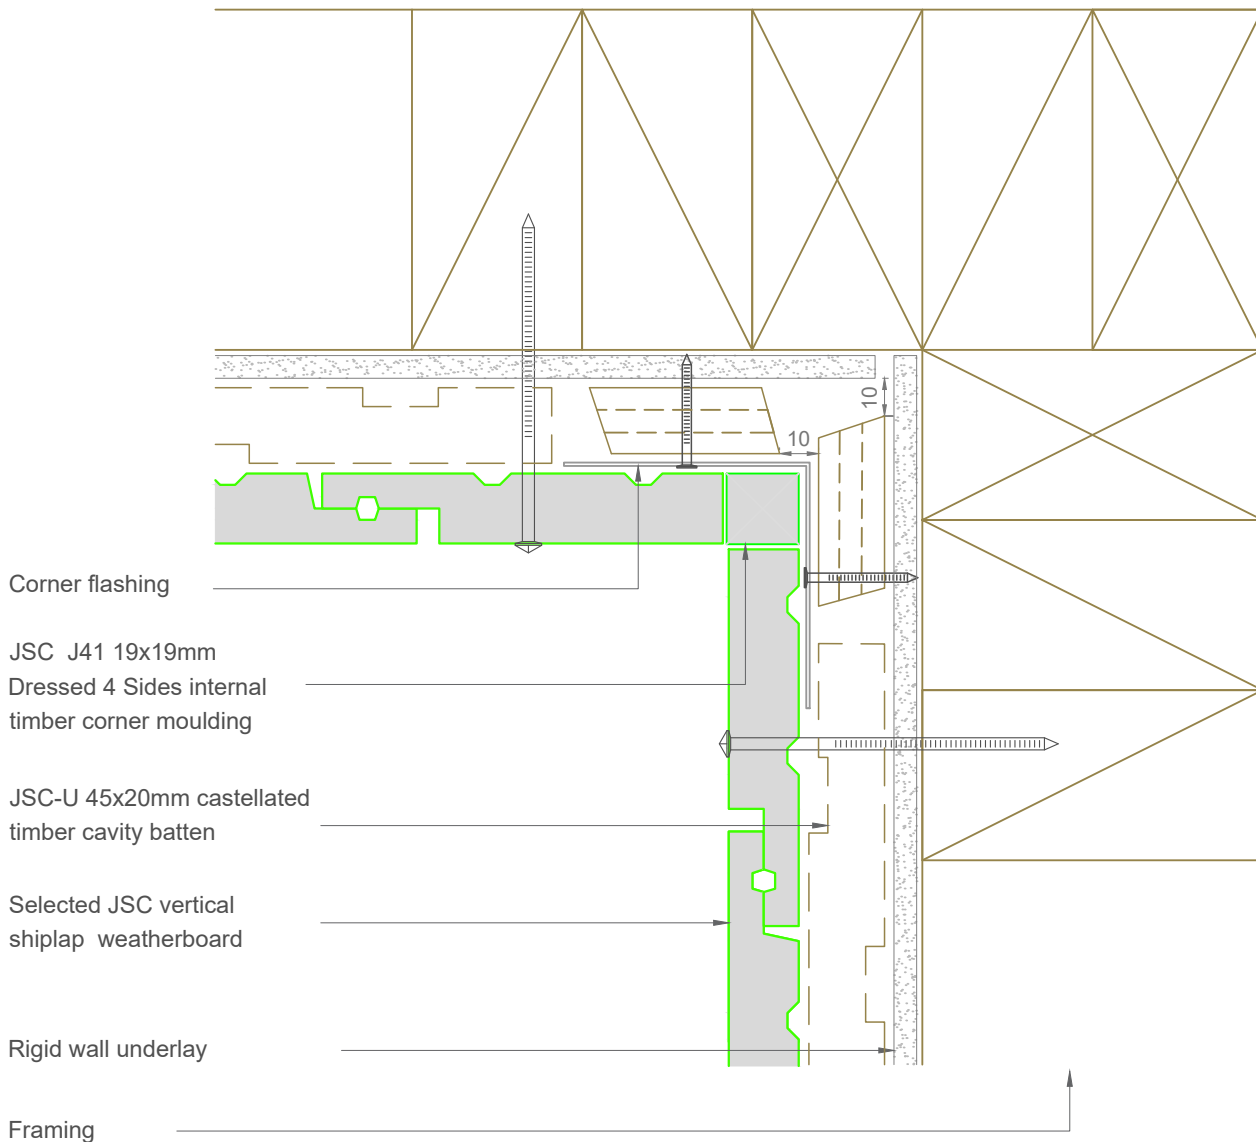 10
10
Corner flashing
JSC J41 19x19mm
Dressed 4 Sides internal
timber corner moulding
JSC-U 45x20mm castellated
timber cavity batten
Selected JSC vertical
shiplap weatherboard
Rigid wall underlay
Framing